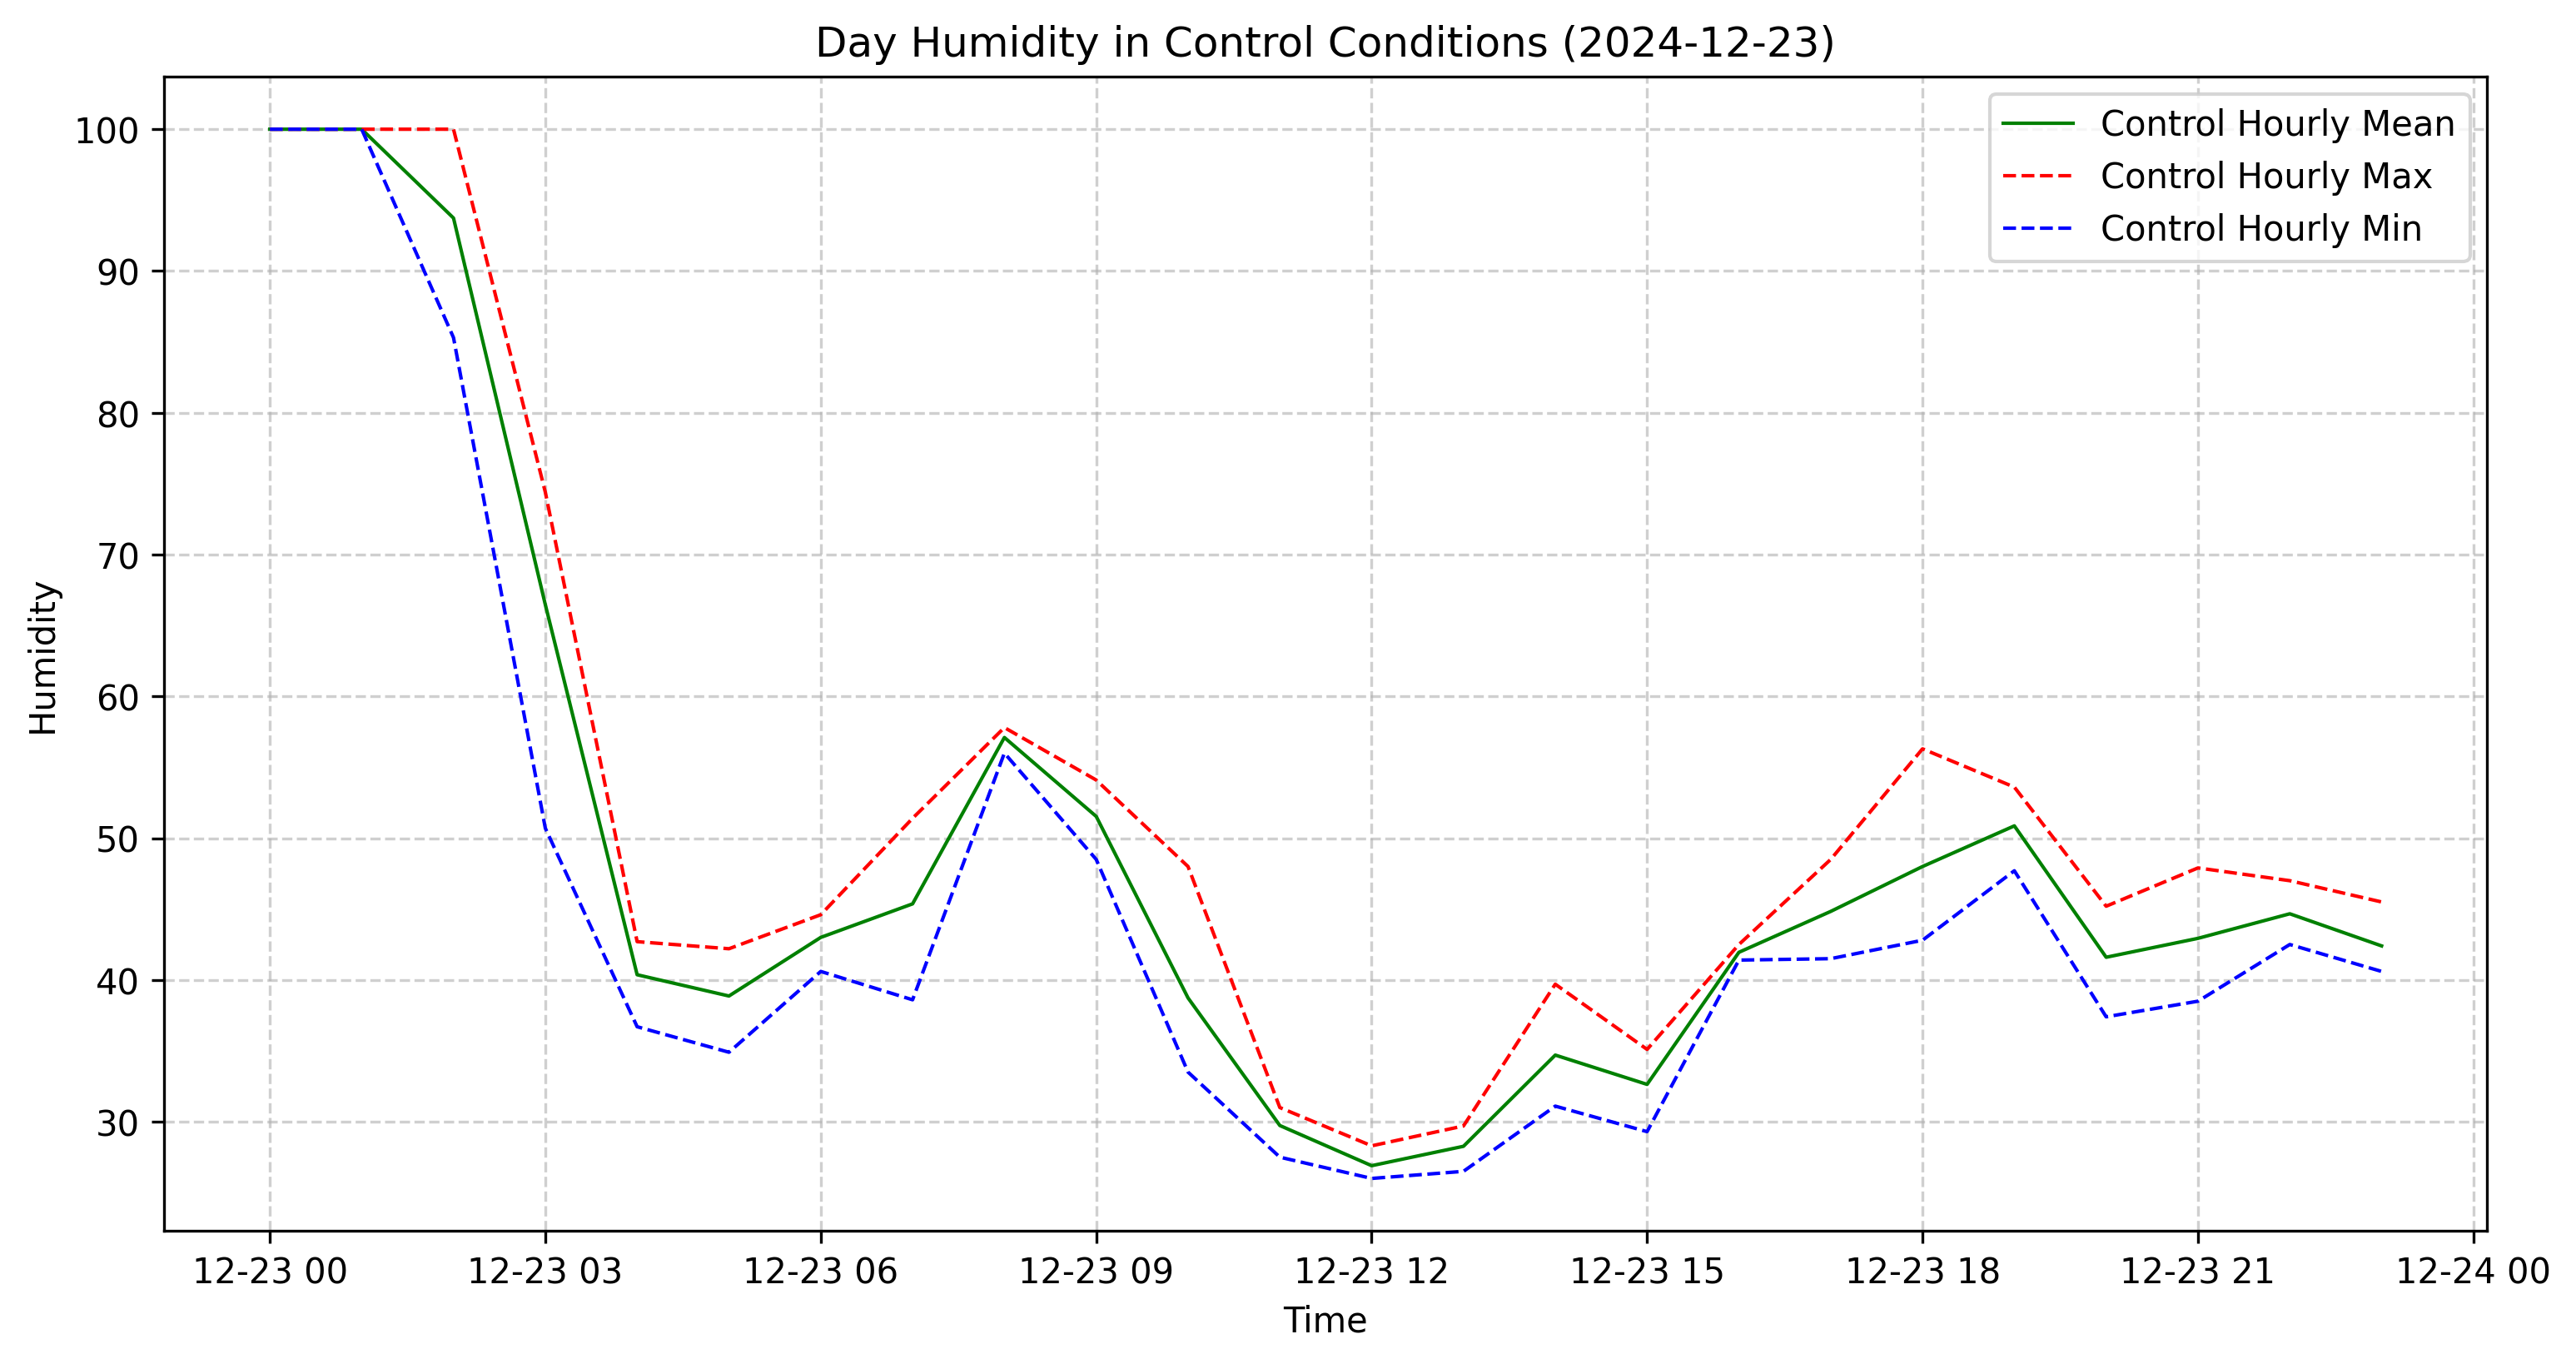 Day Humidity in Control Conditions (2024-12-23)
Control Hourly Mean
Control Hourly Max
Control Hourly Min
100
90
80
70
60
50
40
30
Humidity
12-23 00 12-23 03 12-23 06 12-23 09 12-23 12 12-23 15 12-23 18 12-23 21 12-24 00
Time